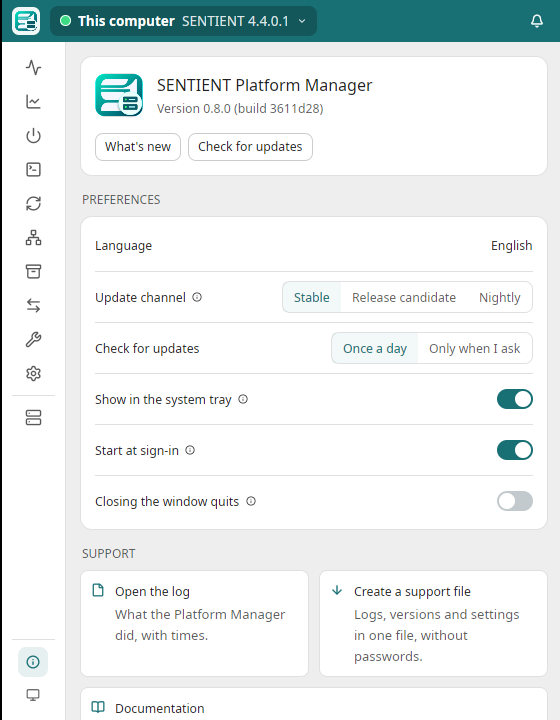 This computer SENTIENT 4.4.0.1
SENTIENT Platform Manager
Version 0.8.0 (build 3611d28)
What's new
Check for updates
PREFERENCES
Language
English
Update channel
Stable
Release candidate
Nightly
Check for updates
Once a day
Only when I ask
Show in the system tray
Start at sign-in
Closing the window quits
SUPPORT
Open the log
What the Platform Manager
did, with times.
Create a support file
Logs, versions and settings
in one file, without
passwords.
Documentation